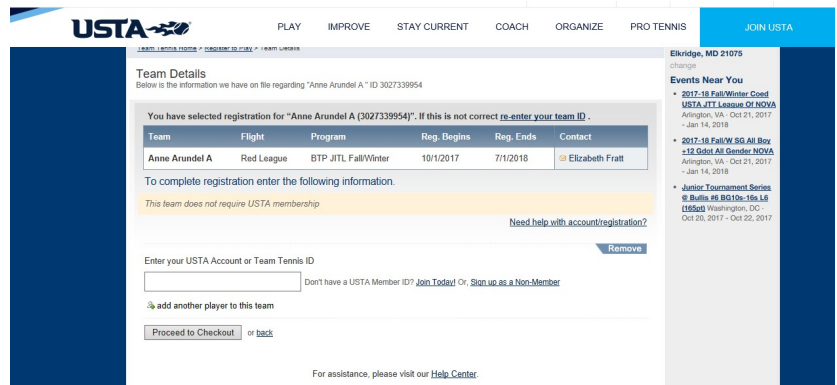 USTA
PLAY IMPROVE STAY CURRENT COACH ORGANIZE PRO TENNIS JOIN USTA
Team Tennis Home > Register to Play > Team Details
Team Details
Below is the information we have on file regarding "Anne Arundel A " ID 3027339954
You have selected registration for "Anne Arundel A (3027339954)". If this is not correct re-enter your team ID .
Team Flight Program Reg. Begins Reg. Ends Contact
Anne Arundel A Red League BTP JITL Fall/Winter 10/1/2017 7/1/2018 Elizabeth Fratt
To complete registration enter the following information.
This team does not require USTA membership
Need help with account/registration?
Remove
Enter your USTA Account or Team Tennis ID
Don't have a USTA Member ID? Join Today! Or, Sign up as a Non-Member
add another player to this team
Proceed to Checkout or back
For assistance, please visit our Help Center.
Elkridge, MD 21075
change
Events Near You
• 2017-18 Fall/Winter Coed
USTA JTT League Of NOVA
Arlington, VA - Oct 21, 2017
- Jan 14, 2018
• 2017-18 Fall/W SG All Boy
+12 Gdot All Gender NOVA
Arlington, VA - Oct 21, 2017
- Jan 14, 2018
• Junior Tournament Series
@ Bullis #6 BG10s-16s L6
(165pt) Washington, DC -
Oct 20, 2017 - Oct 22, 2017